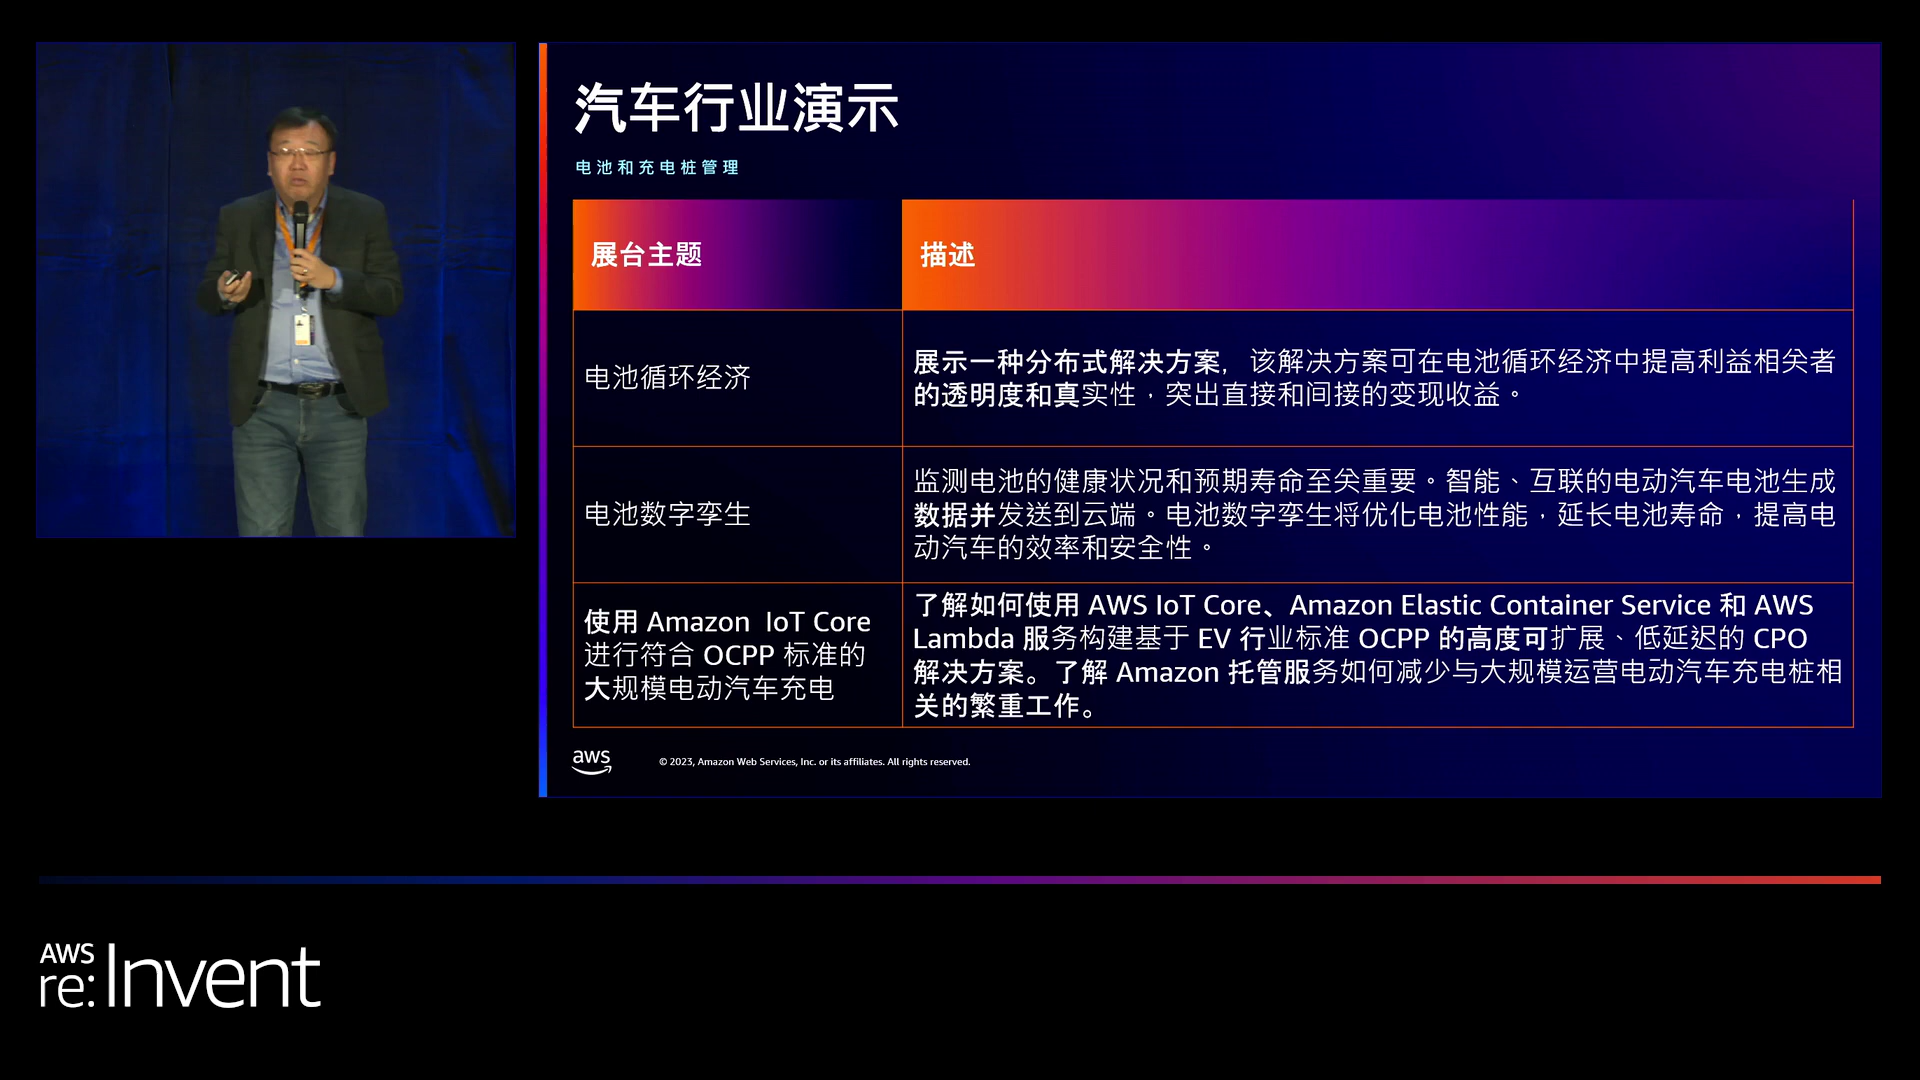 汽车行业演示
电池和充电桩管理
展台主题
描述
电池循环经济
展示一种分布式解决方案，该解决方案可在电池循环经济中提高利益相关者
的透明度和真实性，突出直接和间接的变现收益。
电池数字孪生
监测电池的健康状况和预期寿命至关重要。智能、互联的电动汽车电池生成
数据并发送到云端。电池数字孪生将优化电池性能，延长电池寿命，提高电
动汽车的效率和安全性。
使用 Amazon IoT Core
进行符合 OCPP 标准的
大规模电动汽车充电
了解如何使用 AWS IoT Core、Amazon Elastic Container Service 和 AWS
Lambda 服务构建基于 EV 行业标准 OCPP 的高度可扩展、低延迟的 CPO
解决方案。了解 Amazon 托管服务如何减少与大规模运营电动汽车充电桩相
关的繁重工作。
aws
© 2023, Amazon Web Services, Inc. or its affiliates. All rights reserved.
AWS
re:Invent